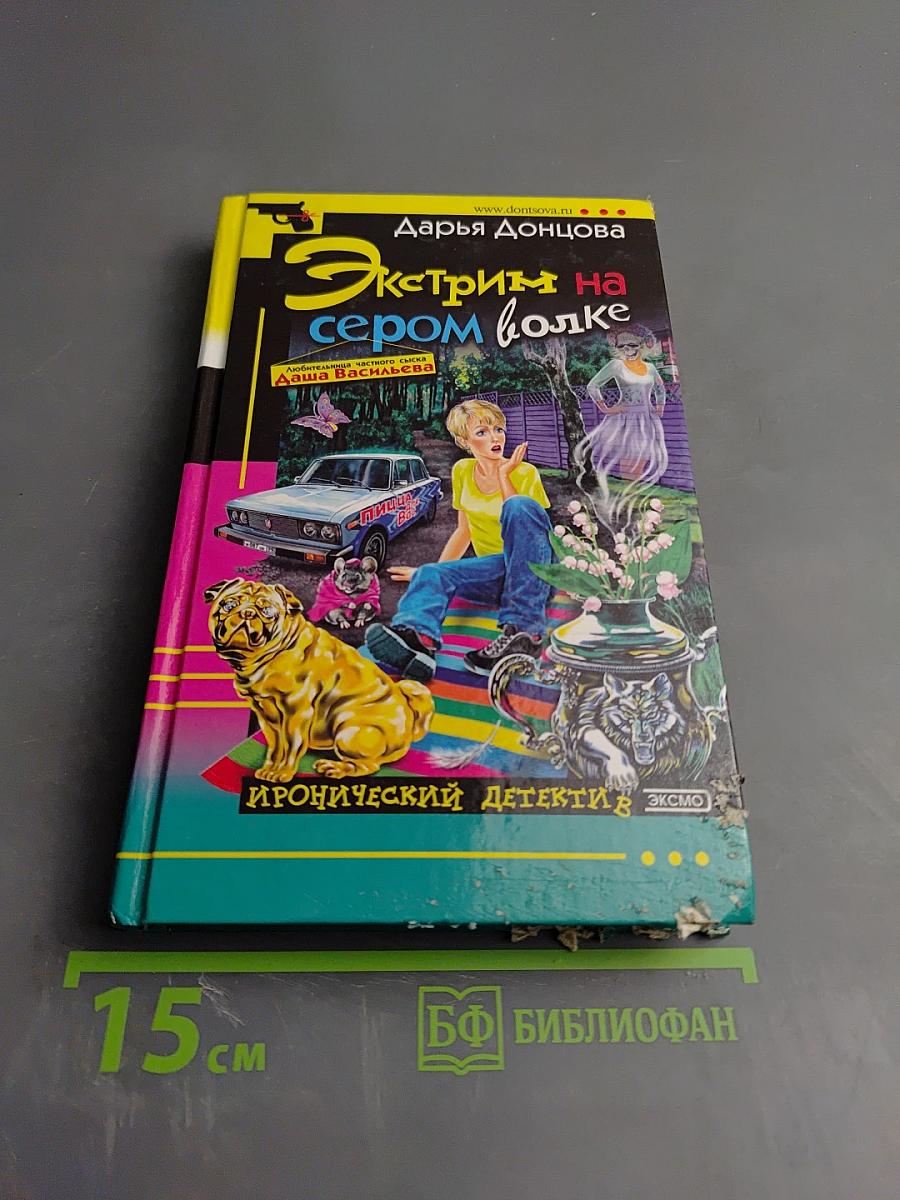 www.dontsova.ru
Дарья Донцова
Экстрим на
сером волке
Любительница частного сыска
Даша Васильева
ПИЦЦА
ИРОНИЧЕСКИЙ ДЕТЕКТИВ
ЭКСМО
15 см
БФ БИБЛИОФАН